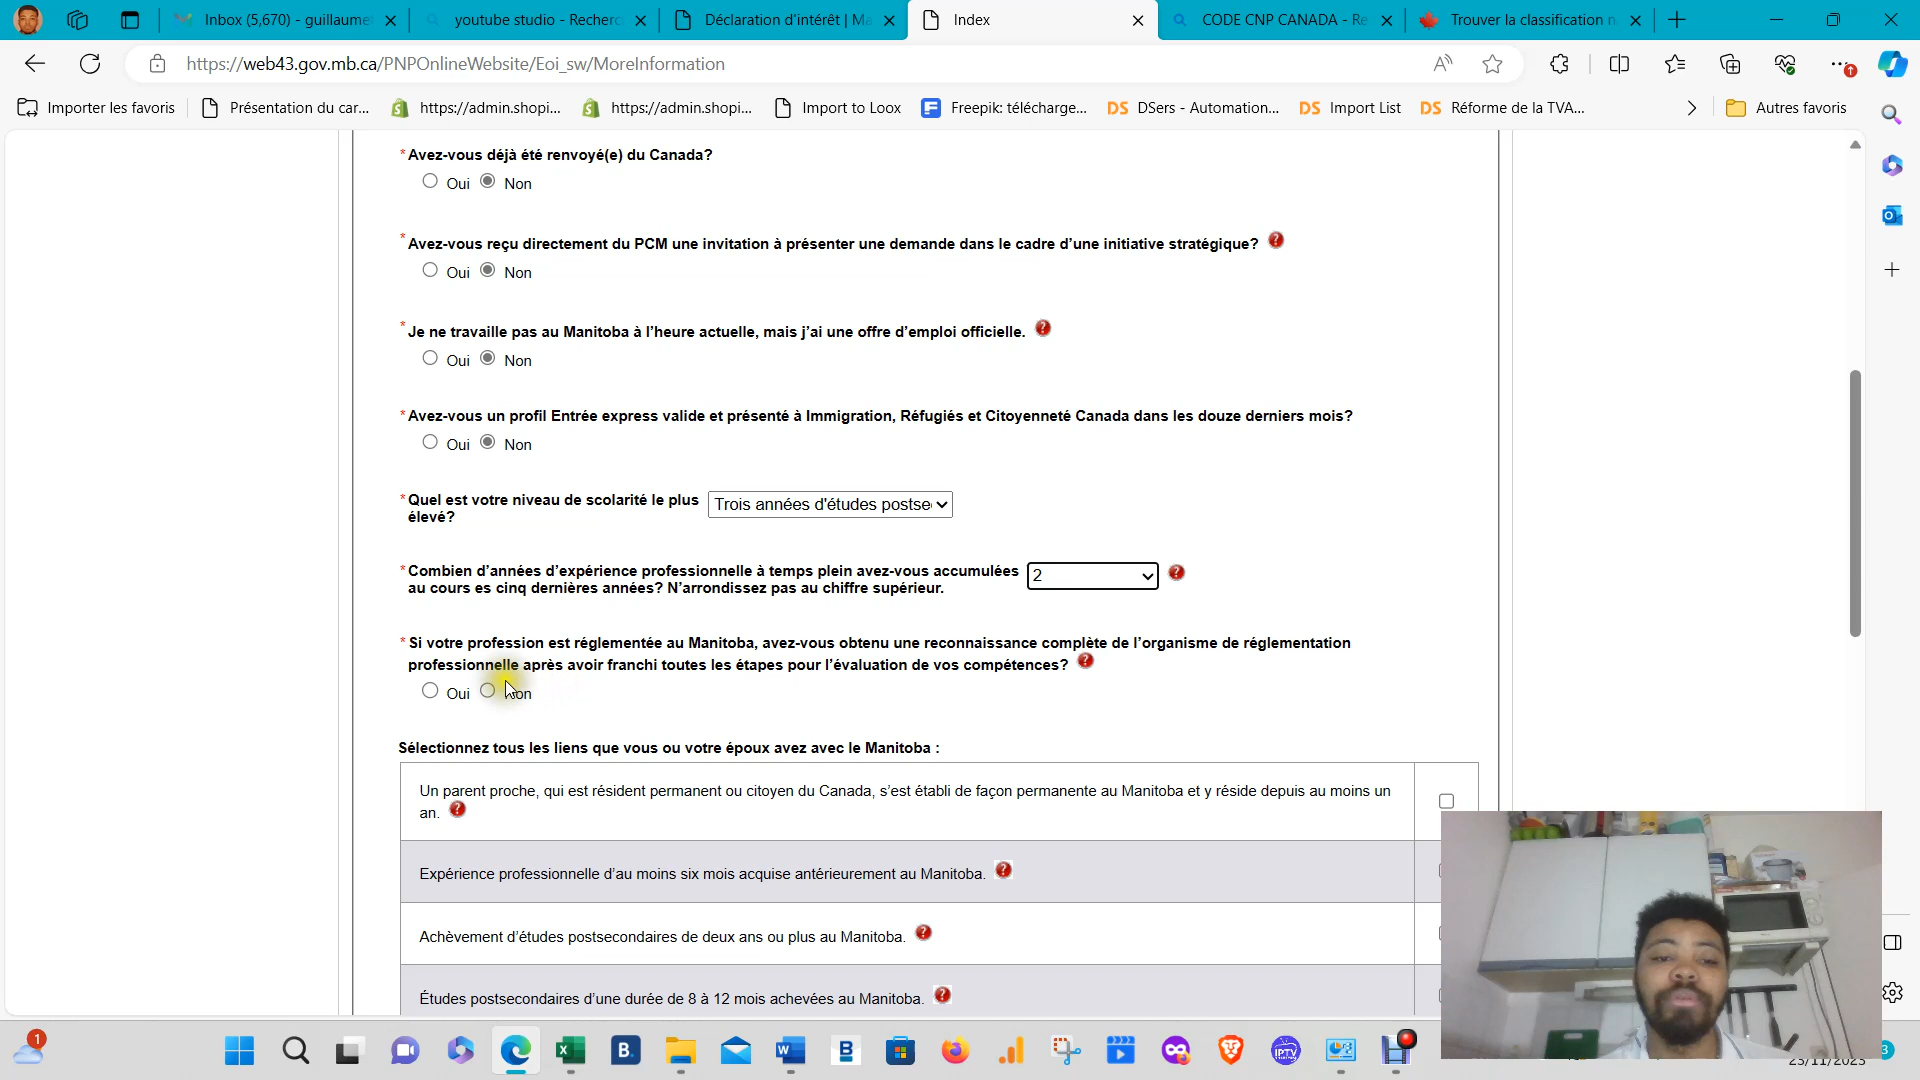 Inbox (5,670) - guillaume
youtube studio - Recherc
Déclaration d'intérêt | Ma
Index
CODE CNP CANADA - Re
Trouver la classification n
https://web43.gov.mb.ca/PNPOnlineWebsite/Eoi_sw/MoreInformation
Importer les favoris
Présentation du car...
https://admin.shopi...
https://admin.shopi...
Import to Loox
Freepik: télécharge...
DS DSers - Automation...
DS Import List
DS Réforme de la TVA...
Autres favoris
*Avez-vous déjà été renvoyé(e) du Canada?
Oui Non
*Avez-vous reçu directement du PCM une invitation à présenter une demande dans le cadre d'une initiative stratégique? ?
Oui Non
*Je ne travaille pas au Manitoba à l'heure actuelle, mais j'ai une offre d'emploi officielle. ?
Oui Non
*Avez-vous un profil Entrée express valide et présenté à Immigration, Réfugiés et Citoyenneté Canada dans les douze derniers mois?
Oui Non
*Quel est votre niveau de scolarité le plus
élevé?
Trois années d'études postse
*Combien d'années d'expérience professionnelle à temps plein avez-vous accumulées
au cours es cinq dernières années? N'arrondissez pas au chiffre supérieur.
2 ?
*Si votre profession est réglementée au Manitoba, avez-vous obtenu une reconnaissance complète de l'organisme de réglementation
professionnelle après avoir franchi toutes les étapes pour l'évaluation de vos compétences? ?
Oui Non
Sélectionnez tous les liens que vous ou votre époux avez avec le Manitoba :
Un parent proche, qui est résident permanent ou citoyen du Canada, s'est établi de façon permanente au Manitoba et y réside depuis au moins un
an. ?
Expérience professionnelle d'au moins six mois acquise antérieurement au Manitoba. ?
Achèvement d'études postsecondaires de deux ans ou plus au Manitoba. ?
Études postsecondaires d'une durée de 8 à 12 mois achevées au Manitoba. ?
1
B.
W
B
IPTV
23/11/2023
3